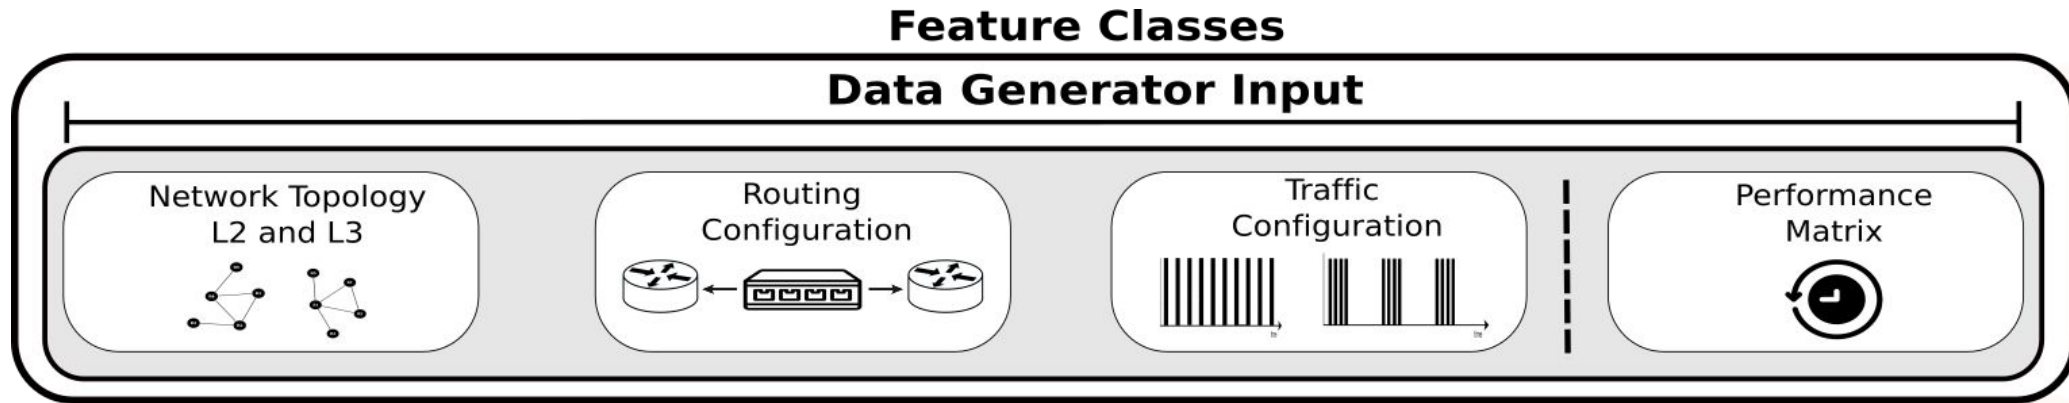 Feature Classes
Data Generator Input
Network Topology
L2 and L3
Routing
Configuration
Traffic
Configuration
Performance
Matrix